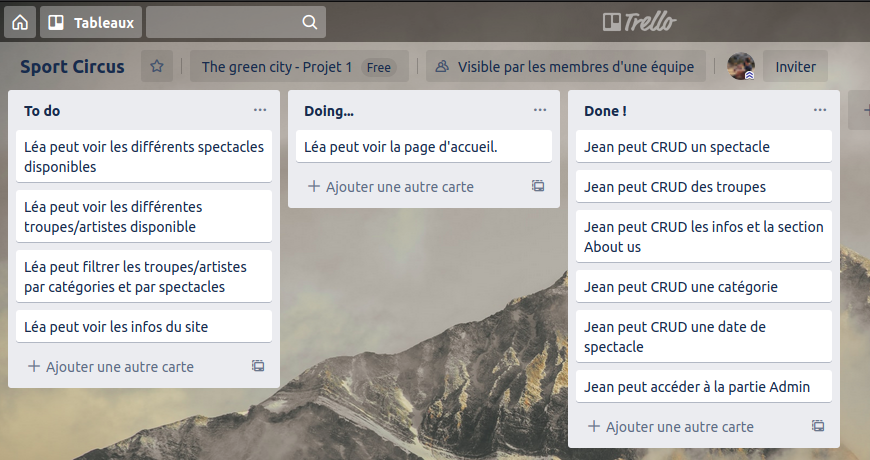 Tableaux
Trello
Sport Circus
The green city - Projet 1 Free
Visible par les membres d'une équipe
Inviter
To do
Léa peut voir les différents spectacles
disponibles
Léa peut voir les différentes
troupes/artistes disponible
Léa peut filtrer les troupes/artistes
par catégories et par spectacles
Léa peut voir les infos du site
Ajouter une autre carte
Doing...
Léa peut voir la page d'accueil.
Ajouter une autre carte
Done !
Jean peut CRUD un spectacle
Jean peut CRUD des troupes
Jean peut CRUD les infos et la section
About us
Jean peut CRUD une catégorie
Jean peut CRUD une date de
spectacle
Jean peut accéder à la partie Admin
Ajouter une autre carte